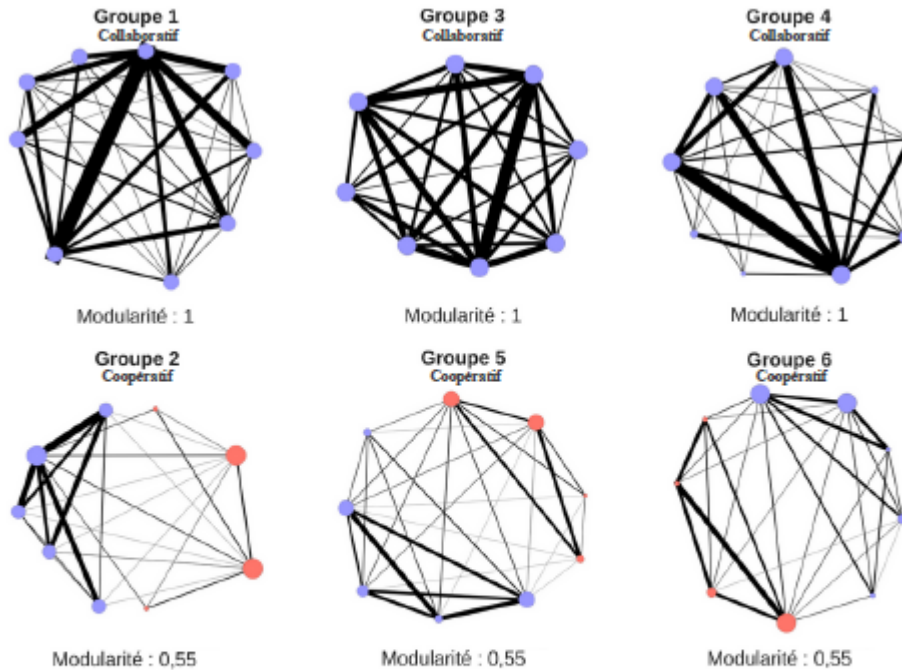 Groupe 1
Collaboratif
Groupe 3
Collaboratif
Groupe 4
Collaboratif
Modularité : 1
Modularité : 1
Modularité : 1
Groupe 2
Coopératif
Groupe 5
Coopératif
Groupe 6
Coopératif
Modularité : 0,55
Modularité : 0,55
Modularité : 0,55